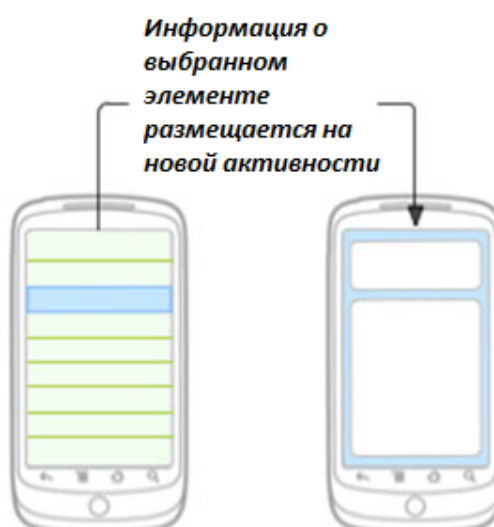 Информация о
выбранном
элементе
размещается на
новой активности